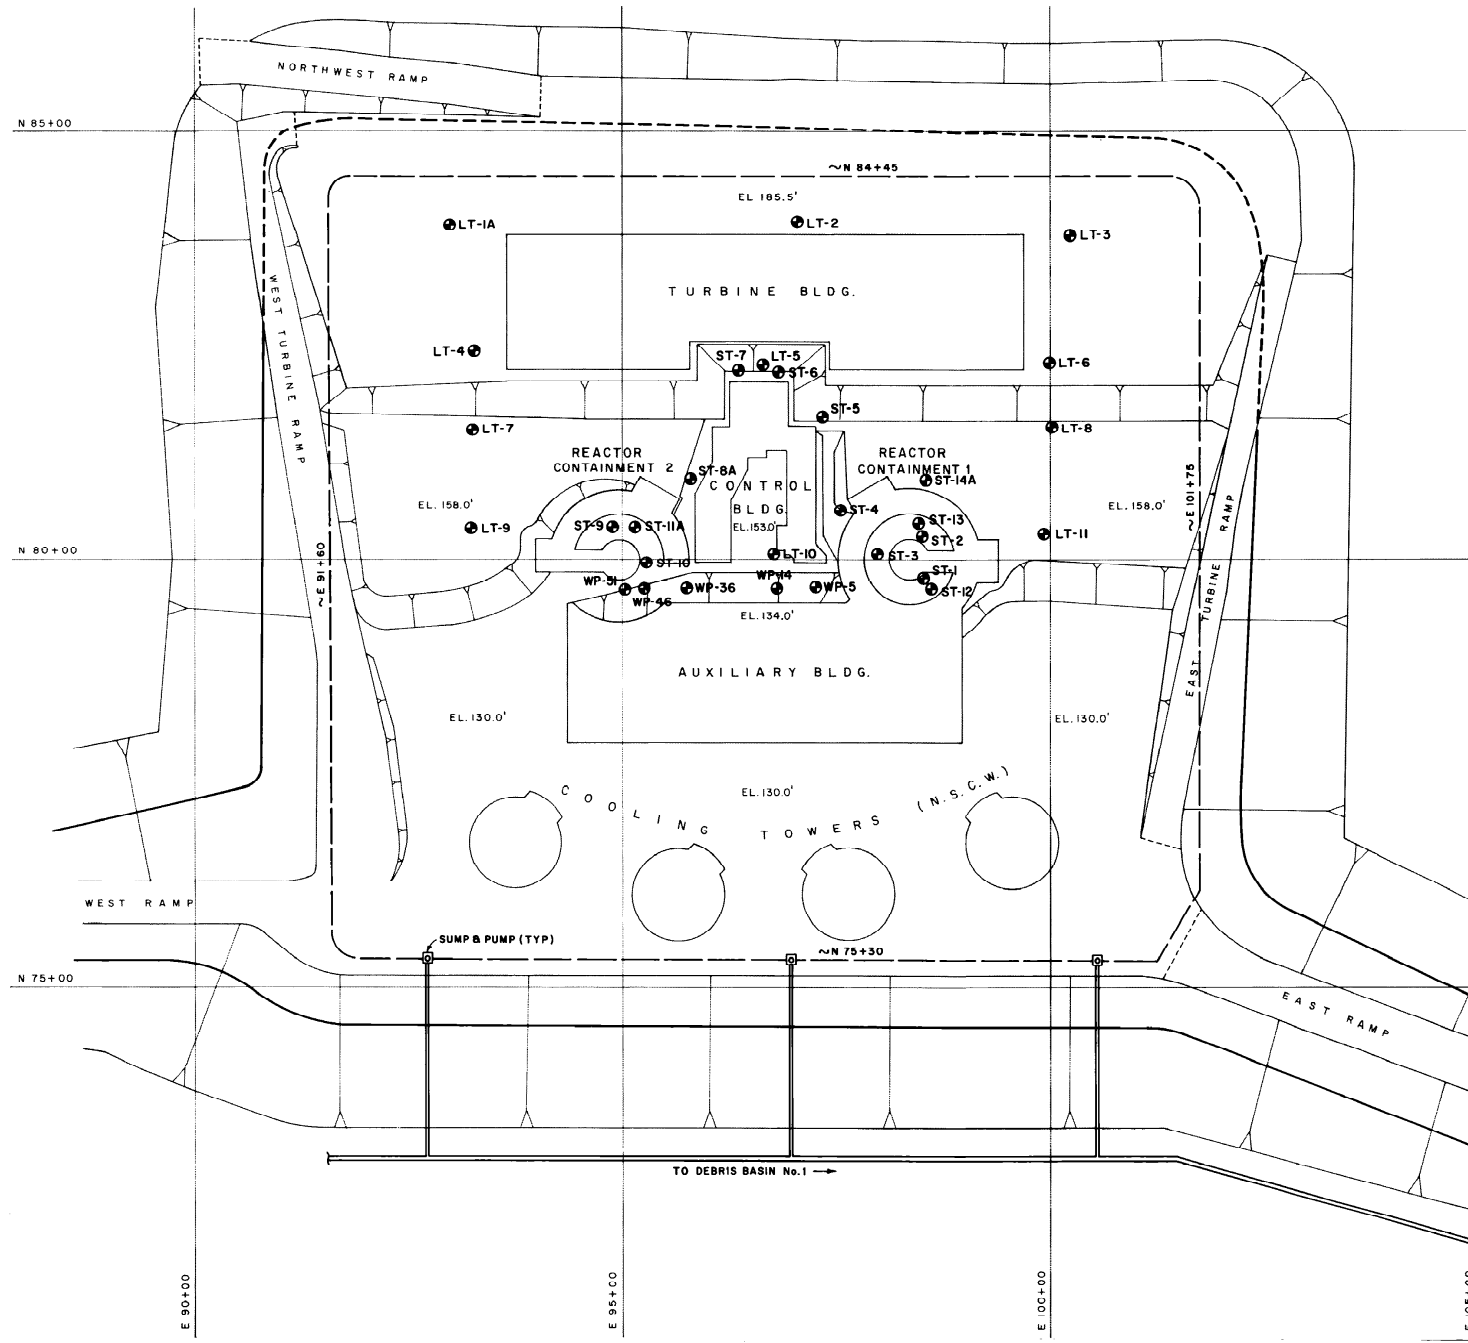 NORTHWEST RAMP
N 85+00
~N 84+45
EL 185.5'
LT-1A
LT-2
LT-3
TURBINE BLDG.
WEST TURBINE RAMP
LT-4
ST-7
LT-5
ST-6
LT-6
ST-5
LT-7
LT-8
REACTOR
CONTAINMENT 2
REACTOR
CONTAINMENT 1
ST-8A
ST-14A
CONTROL
BLDG.
EL.153.0'
EL. 158.0'
EL. 158.0'
~E 101+75
EAST TURBINE RAMP
ST-4
LT-9
ST-9
ST-11A
ST-13
ST-2
LT-11
N 80+00
~E 91+60
ST-10
LT-10
ST-3
ST-1
WP-51
WP-46
WP-36
WP-14
WP-5
ST-12
EL. 134.0'
AUXILIARY BLDG.
EL. 130.0'
EL. 130.0'
EL. 130.0'
COOLING TOWERS (N.S.C.W.)
WEST RAMP
SUMP & PUMP (TYP)
~N 75+30
N 75+00
EAST RAMP
TO DEBRIS BASIN No. 1
E 90+00
E 95+00
E 100+00